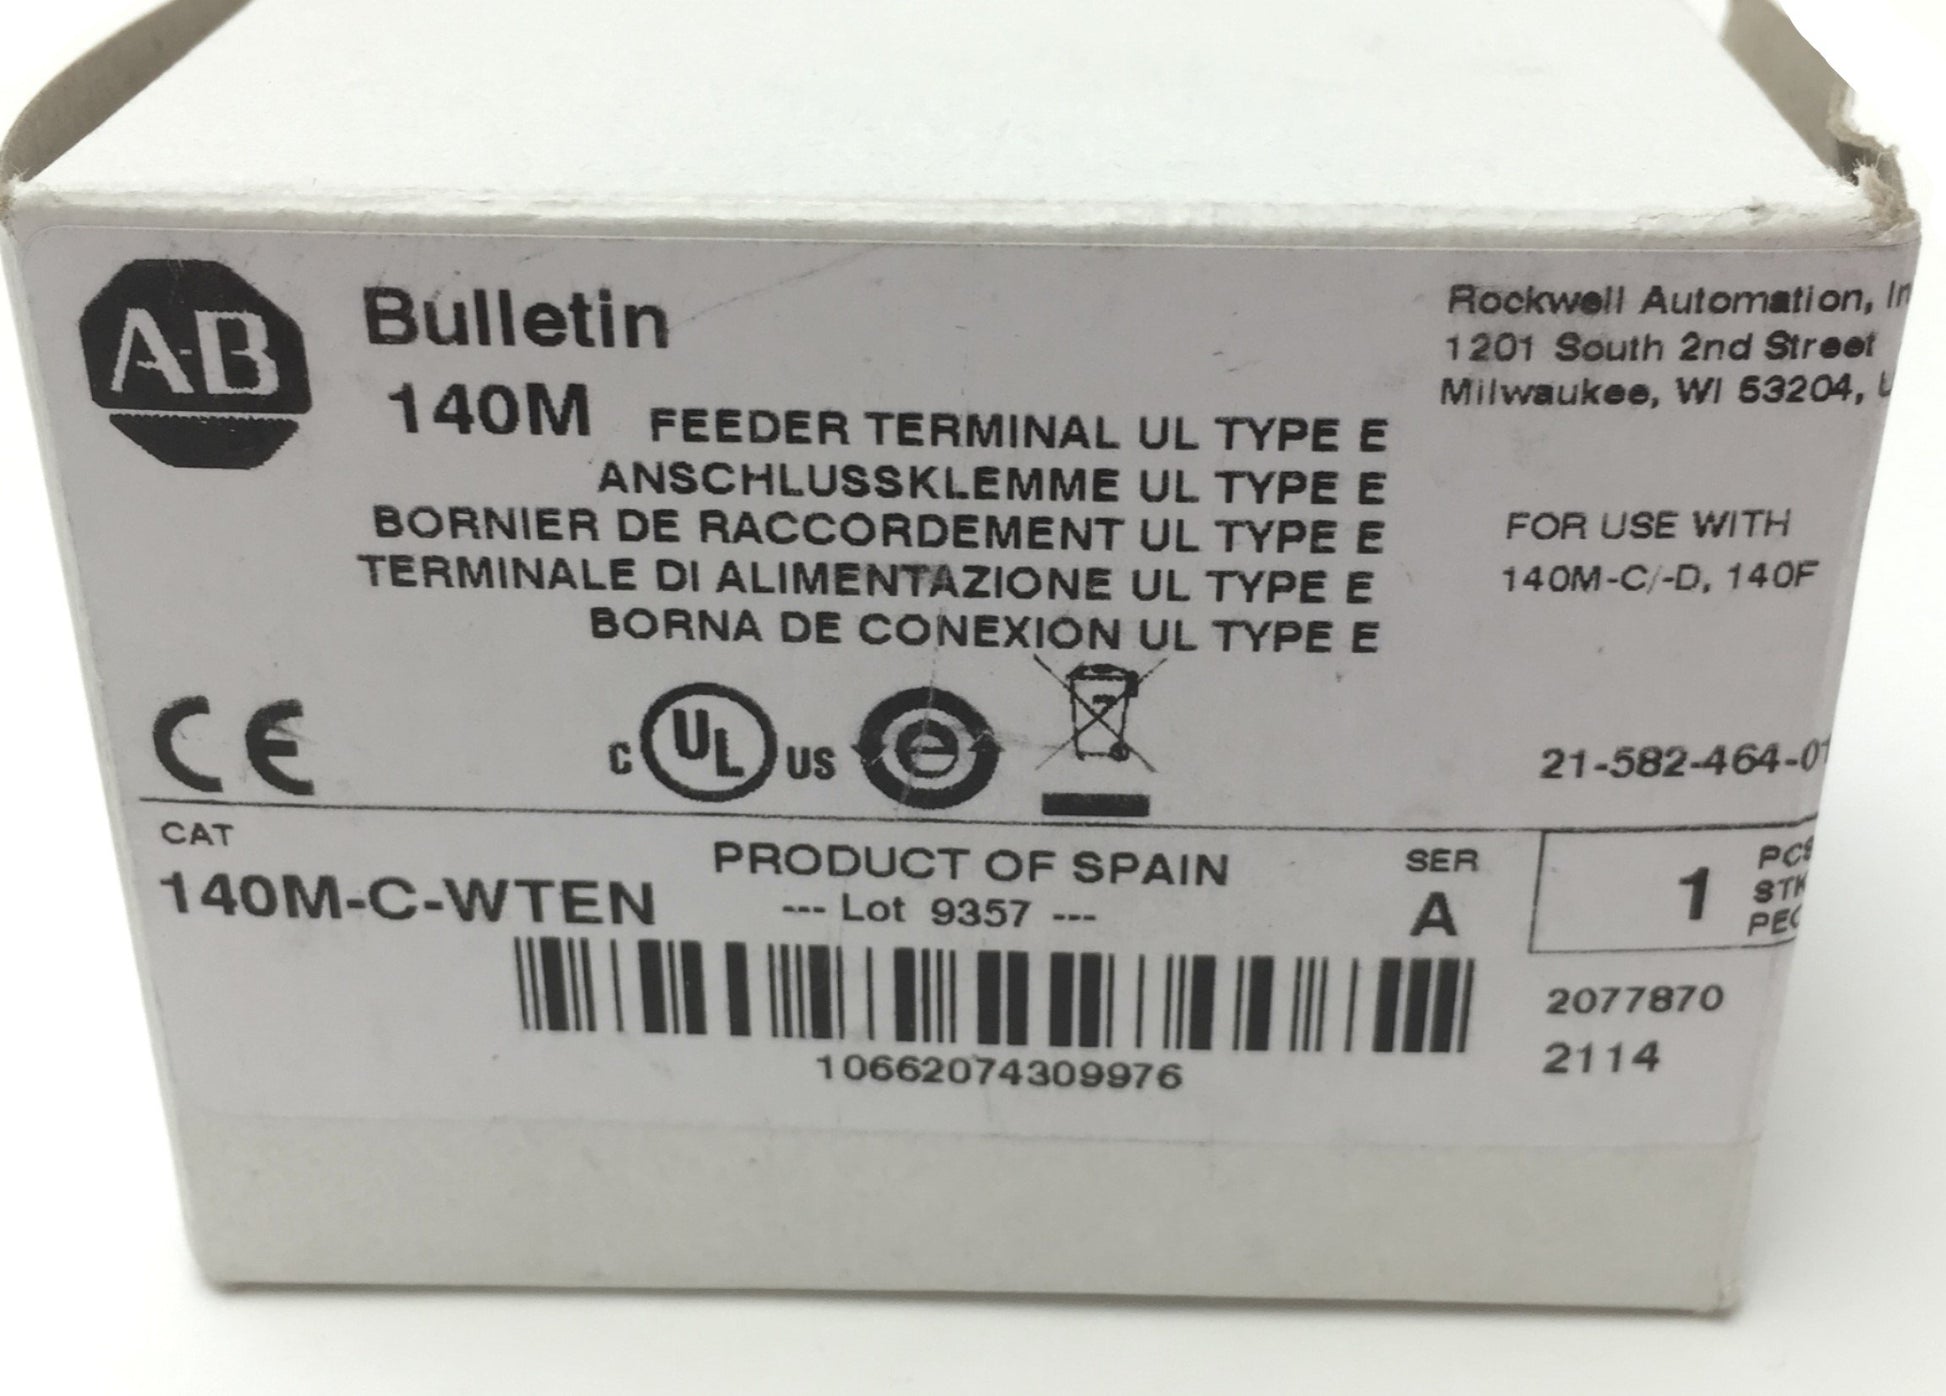 AB
Bulletin
140M
Rockwell Automation,
1201 South 2nd Street
Milwaukee, WI 53204,
FEEDER TERMINAL UL TYPE E
ANSCHLUSSKLEMME UL TYPE E
BORNIER DE RACCORDEMENT UL TYPE E
TERMINALE DI ALIMENTAZIONE UL TYPE E
BORNA DE CONEXIÓN UL TYPE E
FOR USE WITH
140M-C/-D, 140F
CE
C UL US e
21-582-464-01
CAT
140M-C-WTEN
PRODUCT OF SPAIN
--- Lot 9357 ---
SER
A
1
PCS
STK
10662074309976
2077870
2114